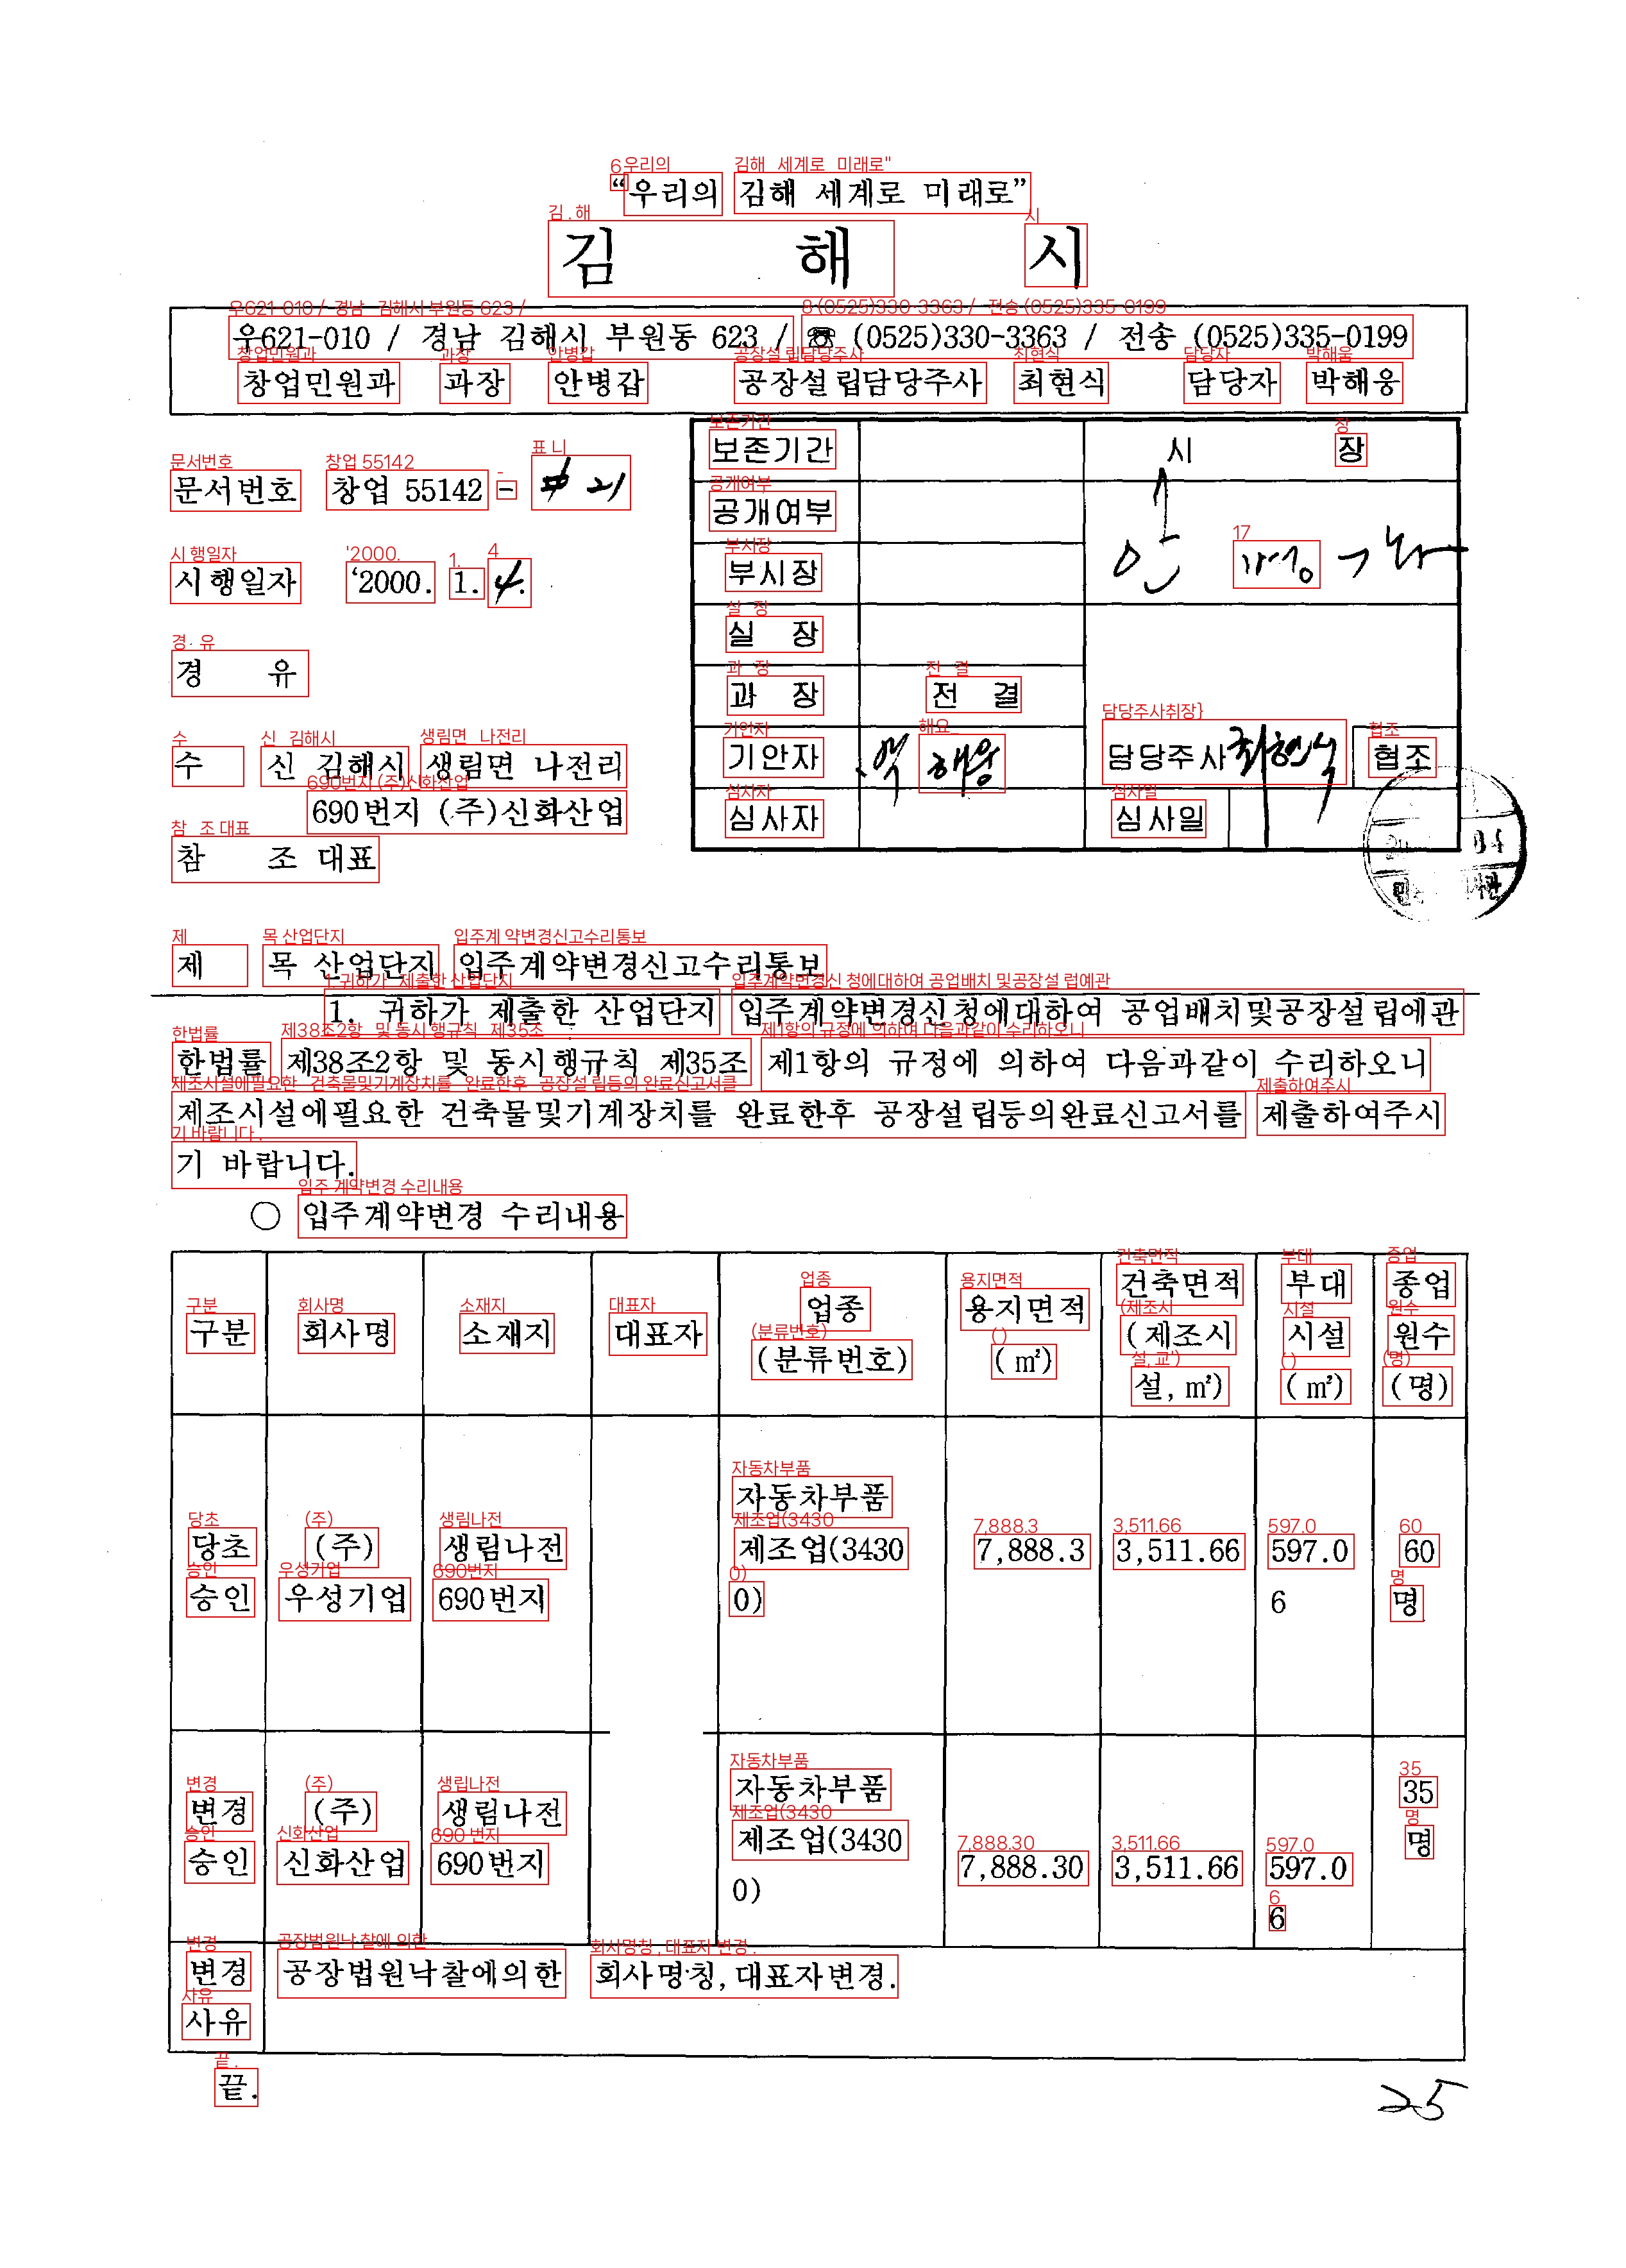 “우리의 김해 세계로 미래로”
김 해 시
우621-010 / 경남 김해시 부원동 623 / ☎ (0525)330-3363 / 전송 (0525)335-0199
창업민원과 과장 안병갑 공장설립담당주사 최현식 담당자 박해웅
문서번호 창업 55142 - 21
시행일자 '2000. 1. 4.
경 유
수 신 김해시 생림면 나전리
690번지 (주)신화산업
참 조 대표
보존기간 시 장
공개여부
부시장
실 장
과 장 전 결
기안자 담당주사 최현식 협조
심사자 심사일
제 목 산업단지 입주계약변경신고수리통보
1. 귀하가 제출한 산업단지 입주계약변경신청에대하여 공업배치및공장설립에관
한법률 제38조2항 및 동시행규칙 제35조 제1항의 규정에 의하여 다음과같이 수리하오니
제조시설에필요한 건축물및기계장치를 완료한후 공장설립등의완료신고서를 제출하여주시
기 바랍니다.
○ 입주계약변경 수리내용
구분 회사명 소재지 대표자 업종 (분류번호) 용지면적 (㎡) 건축면적 (제조시설, ㎡) 부대시설 (㎡) 종업원수 (명)
당초 (주) 생림나전 자동차부품 제조업(3430 7,888.3 3,511.66 597.0 60
승인 우성기업 690번지 0) 6 명
변경 (주) 생림나전 자동차부품 35
승인 신화산업 690번지 제조업(3430 7,888.30 3,511.66 597.0 명
0) 6
변경 공장법원낙찰에의한 회사명칭, 대표자변경.
사유
끝.
25